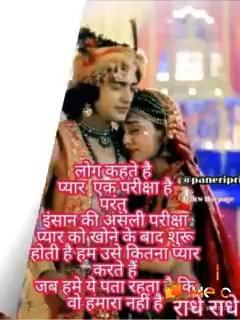 लोग कहते है
प्यार एक परीक्षा है
परंतु
इंसान की असली परीक्षा
प्यार को खोने के बाद शुरू
होती है हम उसे कितना प्यार
करते हैं
जब हमे ये पता रहता है कि
वो हमारा नहीं है
राधे राधे
@paneripri